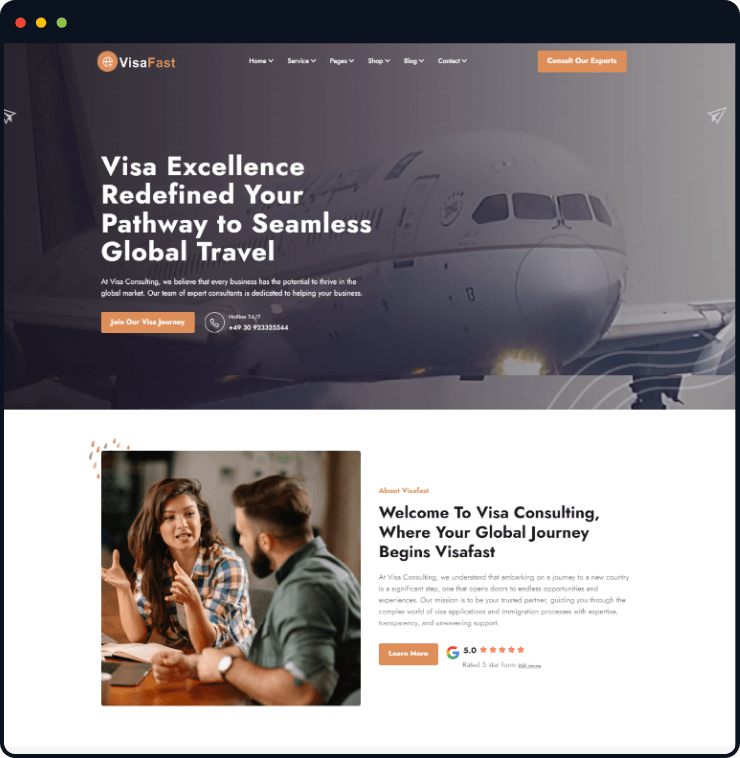 VisaFast
Home Service Pages Shop Blog Contact
Consult Our Experts
Visa Excellence
Redefined Your
Pathway to Seamless
Global Travel
At Visa Consulting, we believe that every business has the potential to thrive in the
global market. Our team of expert consultants is dedicated to helping your business.
Join Our Visa Journey
Hotline 24/7
+49 30 923325544
About Visafast
Welcome To Visa Consulting,
Where Your Global Journey
Begins Visafast
At Visa Consulting, we understand that embarking on a journey to a new country
is a significant step, one that opens doors to endless opportunities and
experiences. Our mission is to be your trusted partner, guiding you through the
complex world of visa applications and immigration processes with expertise,
transparency, and unwavering support.
Learn More
5.0
Rated 5 star form